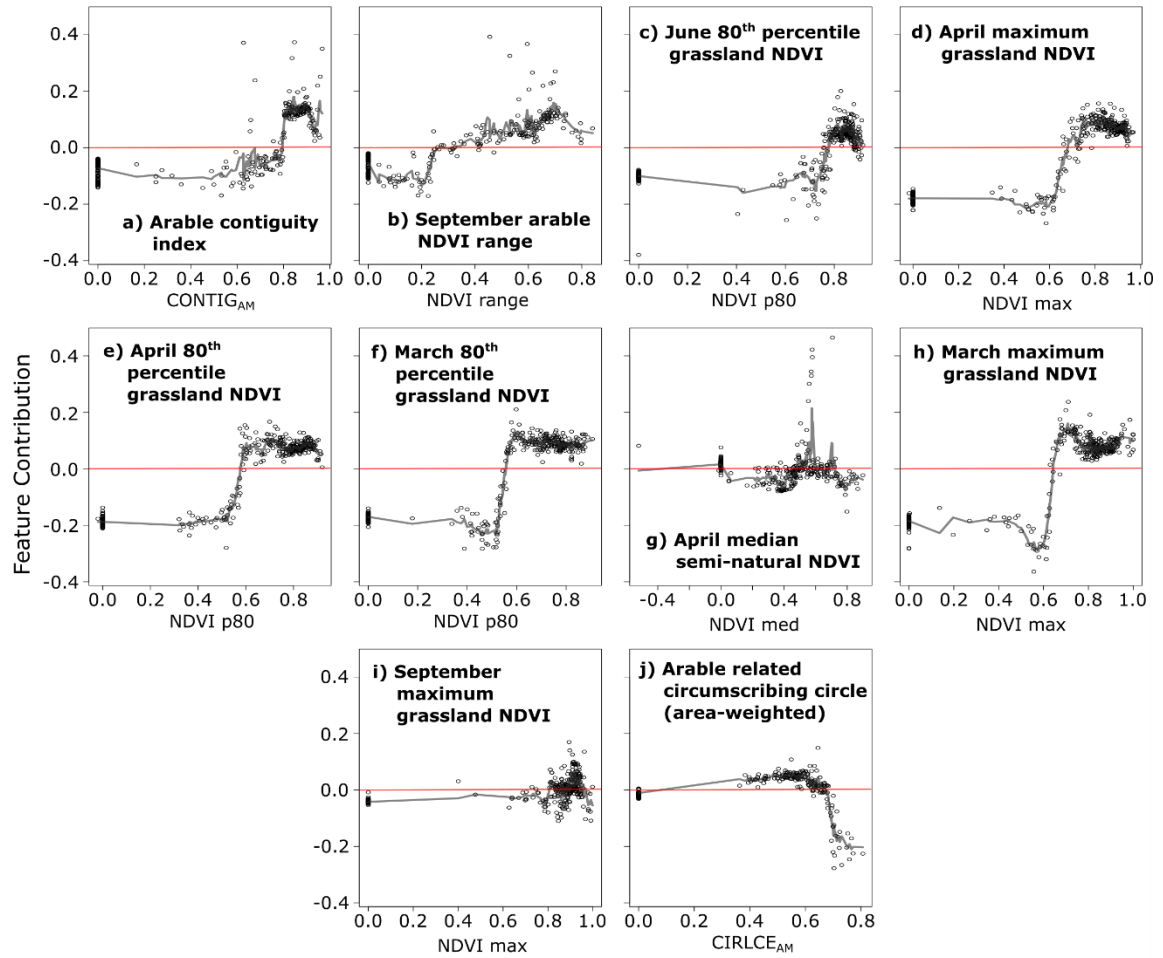 a) Arable contiguity
index
0.4
0.2
0.0
-0.2
-0.4
0.0 0.2 0.4 0.6 0.8 1.0
CONTIG_AM
b) September arable
NDVI range
0.0 0.2 0.4 0.6 0.8
NDVI range
c) June 80th percentile
grassland NDVI
0.0 0.2 0.4 0.6 0.8
NDVI p80
d) April maximum
grassland NDVI
0.0 0.2 0.4 0.6 0.8 1.0
NDVI max
Feature Contribution
e) April 80th
percentile
grassland NDVI
0.4
0.2
0.0
-0.2
-0.4
0.0 0.2 0.4 0.6 0.8
NDVI p80
f) March 80th
percentile
grassland NDVI
0.0 0.2 0.4 0.6 0.8
NDVI p80
g) April median
semi-natural NDVI
-0.4 0.0 0.4 0.8
NDVI med
h) March maximum
grassland NDVI
0.0 0.2 0.4 0.6 0.8 1.0
NDVI max
i) September
maximum
grassland NDVI
0.4
0.2
0.0
-0.2
-0.4
0.0 0.2 0.4 0.6 0.8 1.0
NDVI max
j) Arable related
circumscribing circle
(area-weighted)
0.0 0.2 0.4 0.6 0.8
CIRLCE_AM